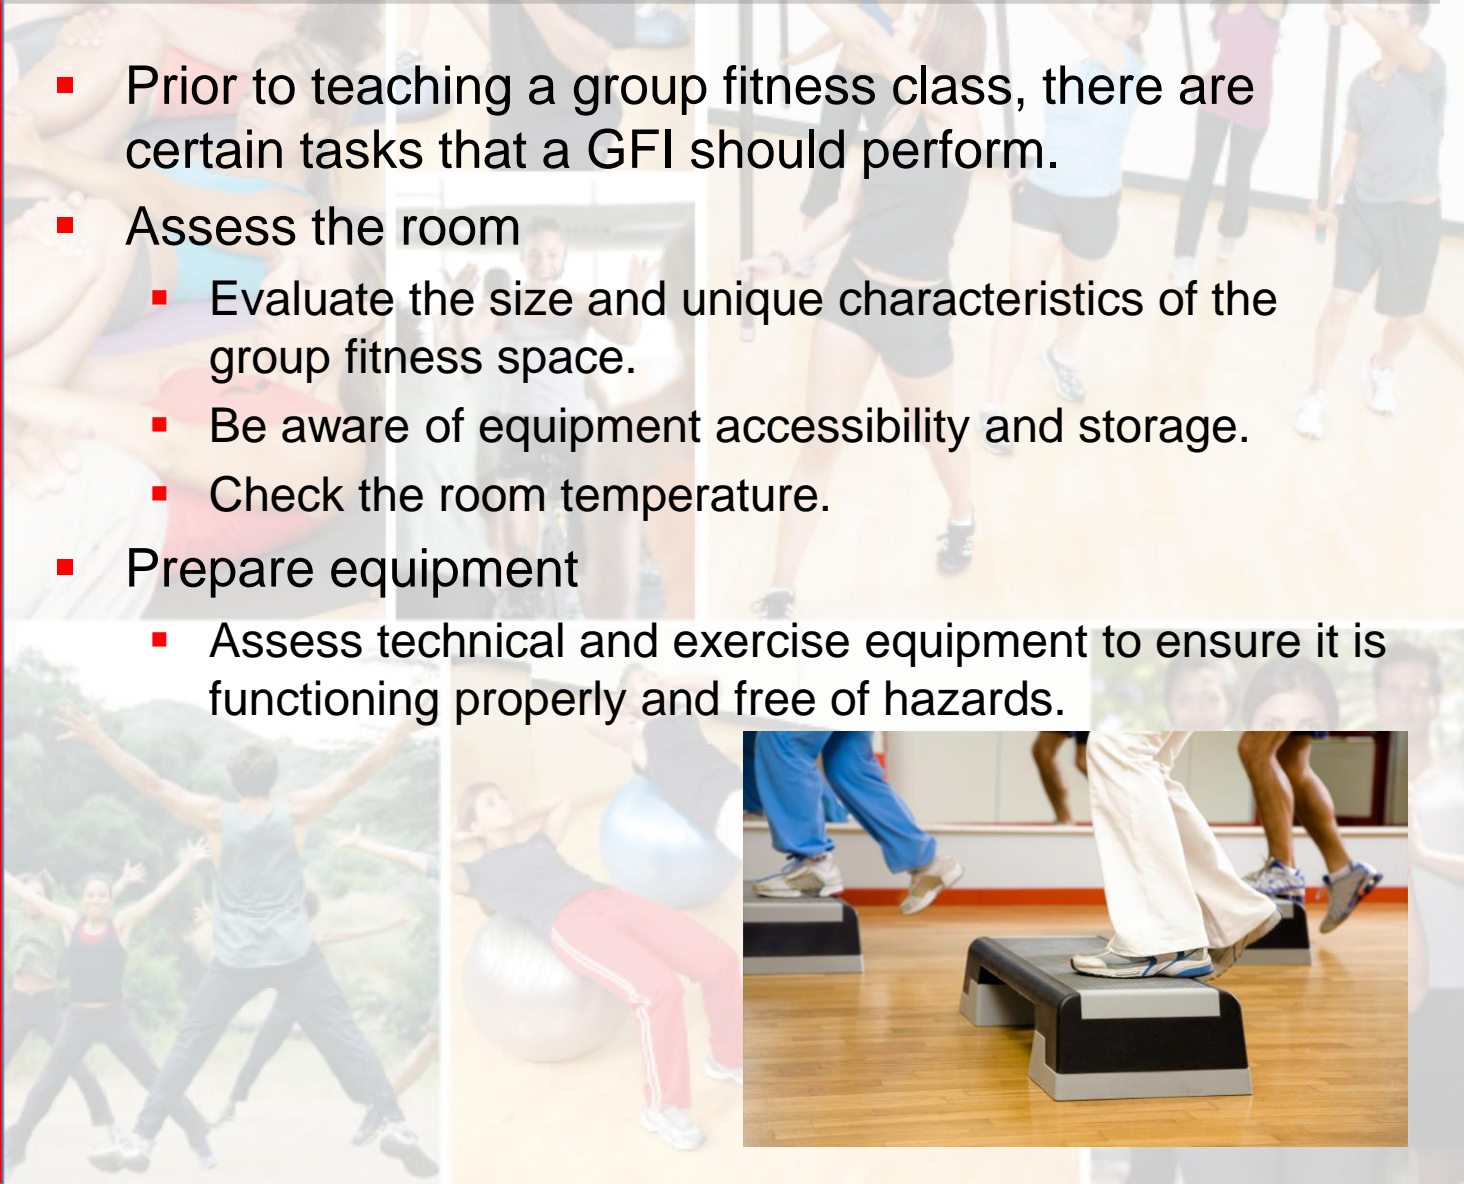 Prior to teaching a group fitness class, there are
certain tasks that a GFI should perform.
Assess the room
Evaluate the size and unique characteristics of the
group fitness space.
Be aware of equipment accessibility and storage.
Check the room temperature.
Prepare equipment
Assess technical and exercise equipment to ensure it is
functioning properly and free of hazards.